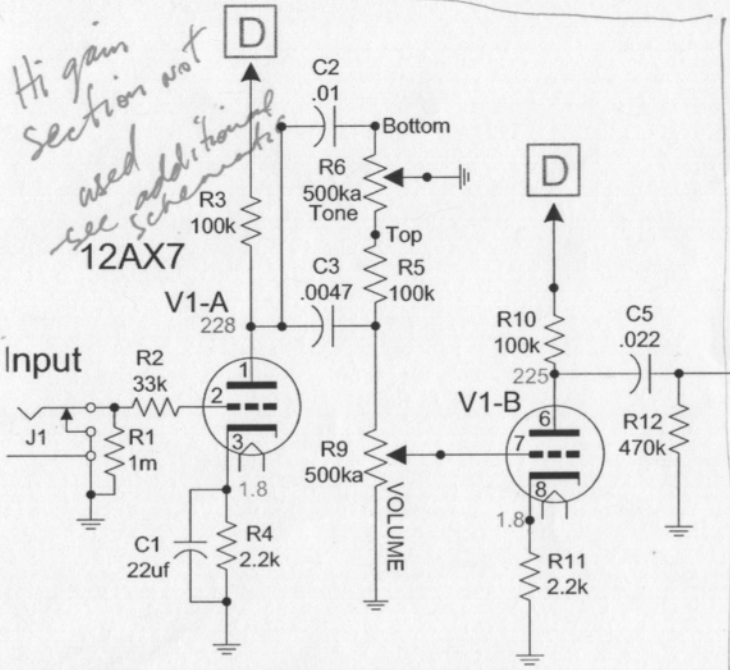 Hi gain
section not
used
see additional
schematic
D
C2
.01
Bottom
R6
500ka
Tone
R3
100k
Top
12AX7
C3
.0047
R5
100k
V1-A
228
D
R10
100k
C5
.022
225
Input
R2
33k
1
2
3
V1-B
6
7
8
J1
R1
1m
R9
500ka
VOLUME
R12
470k
1.8
1.8
C1
22uf
R4
2.2k
R11
2.2k